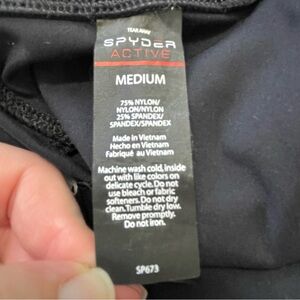 TEAR AWAY
SPYDER
ACTIVE
MEDIUM
75% NYLON/
NYLON/NYLON
25% SPANDEX/
SPANDEX/SPANDEX
Made in Vietnam
Hecho en Vietnam
Fabriqué au Vietnam
Machine wash cold, inside
out with like colors on
delicate cycle. Do not
use bleach or fabric
softeners. Do not dry
clean. Tumble dry low.
Remove promptly.
Do not iron.
SP673